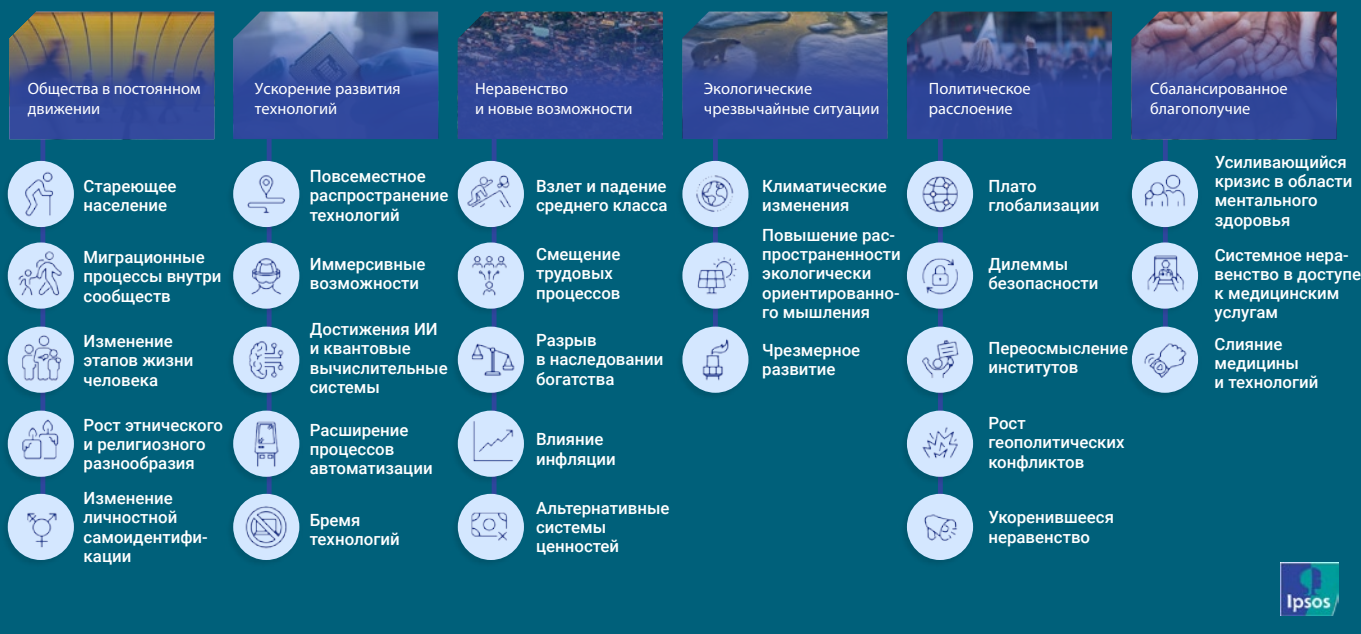 Общества в постоянном
движении
Стареющее
население
Миграционные
процессы внутри
сообществ
Изменение
этапов жизни
человека
Рост этнического
и религиозного
разнообразия
Изменение
личностной
самоидентифи-
кации
Ускорение развития
технологий
Повсеместное
распространение
технологий
Иммерсивные
возможности
Достижения ИИ
и квантовые
вычислительные
системы
Расширение
процессов
автоматизации
Бремя
технологий
Неравенство
и новые возможности
Взлет и падение
среднего класса
Смещение
трудовых
процессов
Разрыв
в наследовании
богатства
Влияние
инфляции
Альтернативные
системы
ценностей
Экологические
чрезвычайные ситуации
Климатические
изменения
Повышение рас-
пространенности
экологически
ориентированно-
го мышления
Чрезмерное
развитие
Политическое
расслоение
Плато
глобализации
Дилеммы
безопасности
Переосмысление
институтов
Рост
геополитических
конфликтов
Укоренившееся
неравенство
Сбалансированное
благополучие
Усиливающийся
кризис в области
ментального
здоровья
Системное нера-
венство в доступе
к медицинским
услугам
Слияние
медицины
и технологий
Ipsos